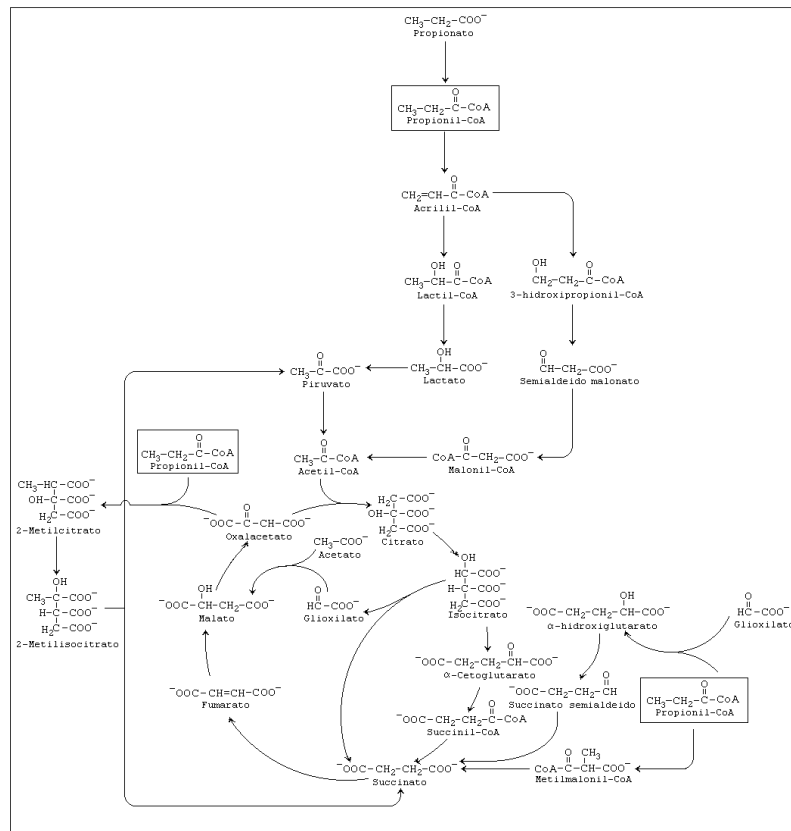 CH₃—CH₂—COO⁻
Propionato
O
CH₃—CH₂—C—CoA
Propionil-CoA
O
CH₂=CH—C—CoA
Acrilil-CoA
OH O
CH₃—CH—C—CoA
Lactil-CoA
OH O
CH₂—CH₂—C—CoA
3-hidroxipropionil-CoA
O
CH₃—C—COO⁻
Piruvato
OH
CH₃—CH—COO⁻
Lactato
O
CH—CH₂—COO⁻
Semialdeido malonato
O
CH₃—CH₂—C—CoA
Propionil-CoA
O
CH₃—C—CoA
Acetil-CoA
O
CoA—C—CH₂—COO⁻
Malonil-CoA
CH₃—HC—COO⁻
OH—C—COO⁻
H₂C—COO⁻
2-Metilcitrato
O
⁻OOC—C—CH—COO⁻
Oxalacetato
H₂C—COO⁻
OH—C—COO⁻
H₂C—COO⁻
Citrato
CH₃—COO⁻
Acetato
OH
CH₃—C—COO⁻
H—C—COO⁻
H₂C—COO⁻
2-Metilisocitrato
OH
⁻OOC—CH—CH₂—COO⁻
Malato
O
HC—COO⁻
Glioxilato
OH
HC—COO⁻
H—C—COO⁻
H₂C—COO⁻
Isocitrato
OH
⁻OOC—CH₂—CH₂—CH—COO⁻
α-hidroxiglutarato
O
HC—COO⁻
Glioxilato
⁻OOC—CH=CH—COO⁻
Fumarato
O
⁻OOC—CH₂—CH₂—C—COO⁻
α-Cetoglutarato
O
⁻OOC—CH₂—CH₂—CH
Succinato semialdeido
O
CH₃—CH₂—C—CoA
Propionil-CoA
O
⁻OOC—CH₂—CH₂—C—CoA
Succinil-CoA
⁻OOC—CH₂—CH₂—COO⁻
Succinato
O CH₃
CoA—C—CH—COO⁻
Metilmalonil-CoA